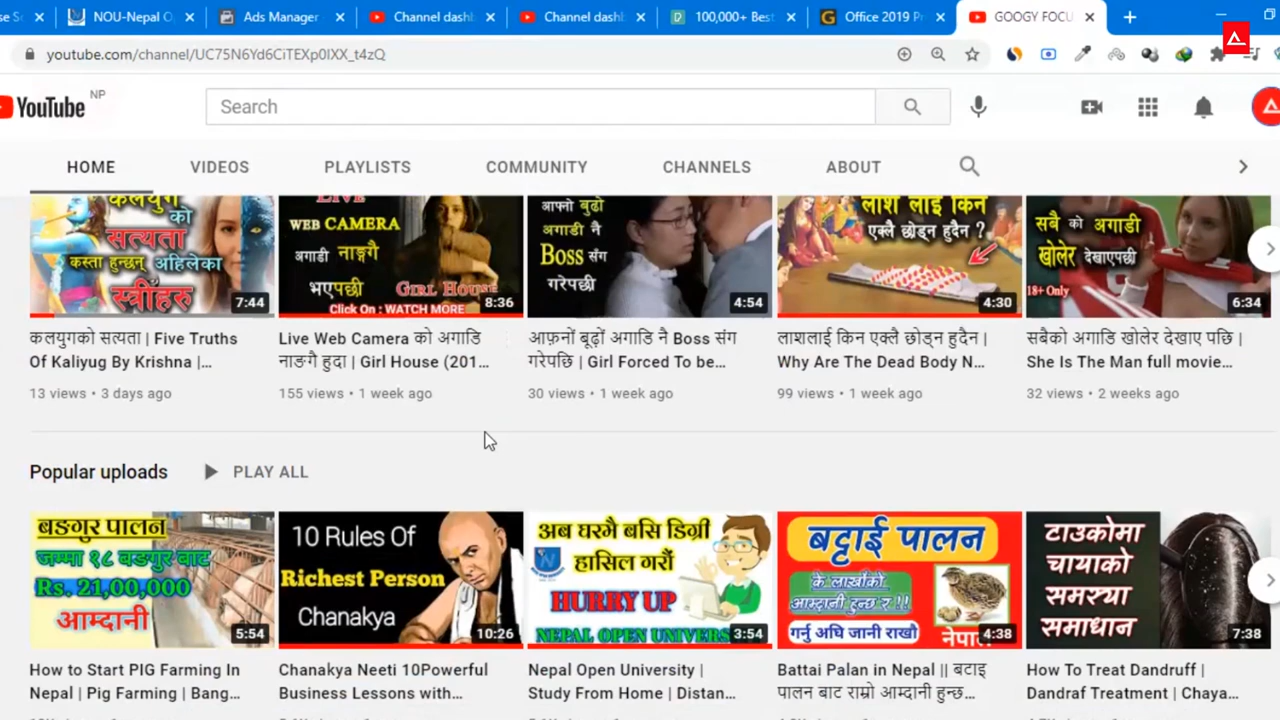 NOU-Nepal O
Ads Manager
Channel dash
Channel dash
100,000+ Best
Office 2019 P
GOOGY FOCU
youtube.com/channel/UC75N6Yd6CiTEXp0IXX_t4zQ
YouTube NP
Search
HOME VIDEOS PLAYLISTS COMMUNITY CHANNELS ABOUT
कलयुग
को
सत्यता
कस्ता हुन्छन् अहिलेका
स्त्रीहरु
7:44
LIVE
WEB CAMERA
अगाडी नाङ्गै
भएपछी
GIRL HOUSE
Click On : WATCH MORE
8:36
आफ्नो बुढो
अगाडी नै
Boss संग
गरेपछी
4:54
लाश लाई किन
एक्लै छोड्न हुदैन ?
4:30
सबै को अगाडी
खोलेर देखाएपछी
18+ Only
6:34
कलयुगको सत्यता | Five Truths
Of Kaliyug By Krishna |...
13 views • 3 days ago
Live Web Camera को अगाडि
नाङगै हुदा | Girl House (201...
155 views • 1 week ago
आफ़नों बूढ़ों अगाडि नै Boss संग
गरेपछि | Girl Forced To be...
30 views • 1 week ago
लाशलाई किन एक्लै छोड्न हुदैन |
Why Are The Dead Body N...
99 views • 1 week ago
सबैको अगाडि खोलेर देखाए पछि |
She Is The Man full movie...
32 views • 2 weeks ago
Popular uploads PLAY ALL
बङगुर पालन
जम्मा १८ बङगुर बाट
Rs. 21,00,000
आम्दानी
5:54
10 Rules Of
Richest Person
Chanakya
10:26
अब घरमै बसि डिग्री
हासिल गरौं
HURRY UP
NEPAL OPEN UNIVERS
3:54
बट्टाई पालन
के लाखौंको
आम्दानी हुन्छ र !!
गर्नु अघि जानी राखौ
नेपाल
4:38
टाउकोमा
चायाको
समस्या
समाधान
7:38
How to Start PIG Farming In
Nepal | Pig Farming | Bang...
Chanakya Neeti 10Powerful
Business Lessons with...
Nepal Open University |
Study From Home | Distan...
Battai Palan in Nepal || बटाइ
पालन बाट राम्रो आम्दानी हुन्छ...
How To Treat Dandruff |
Dandraf Treatment | Chaya...